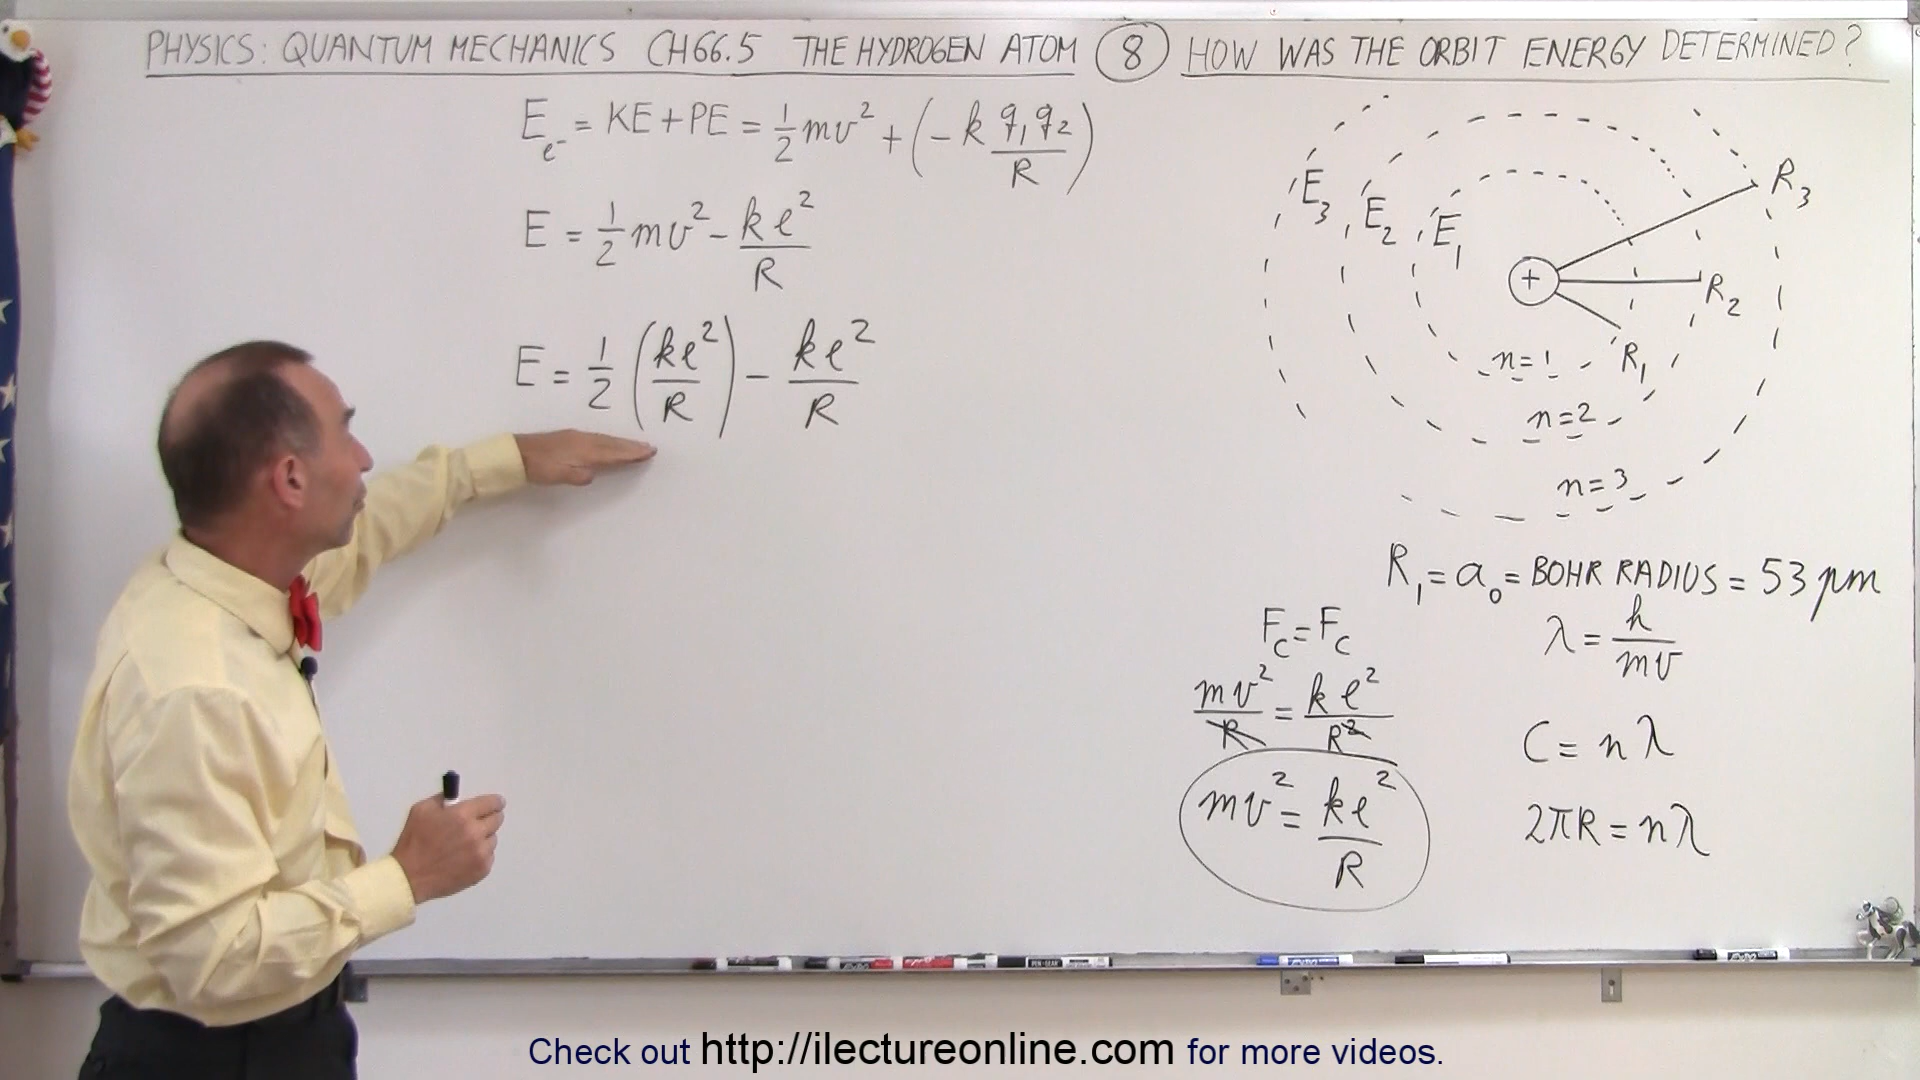 PHYSICS: QUANTUM MECHANICS CH66.5 THE HYDROGEN ATOM ⑧ HOW WAS THE ORBIT ENERGY DETERMINED?
E_e⁻ = KE + PE = 1/2 mv² + (-k q₁q₂/R)
E = 1/2 mv² - ke²/R
E = 1/2 (ke²/R) - ke²/R
E₃ E₂ E₁ + R₃
R₂
n=1 R₁
n=2
n=3
R₁ = a₀ = BOHR RADIUS = 53 pm
F_C = F_C
λ = h/mv
mv²/R = ke²/R²
C = nλ
mv² = ke²/R
2πR = nλ
Check out http://ilectureonline.com for more videos.